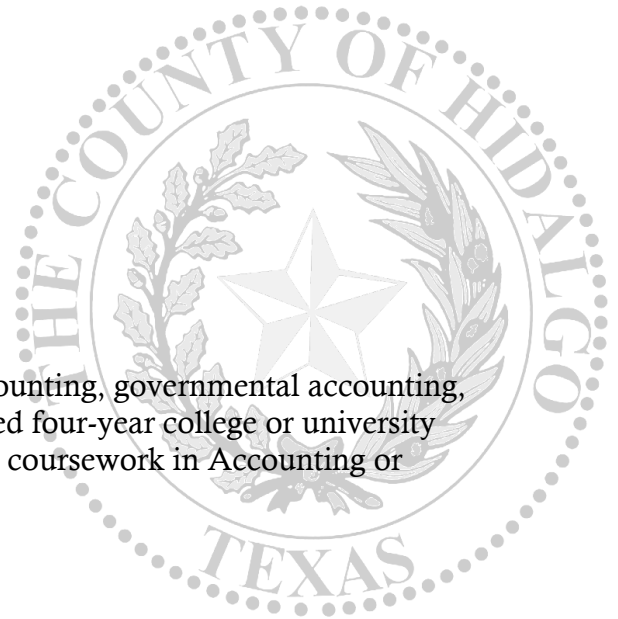 THE COUNTY OF HIDALGO
ounting, governmental accounting,
ed four-year college or university
coursework in Accounting or
TEXAS